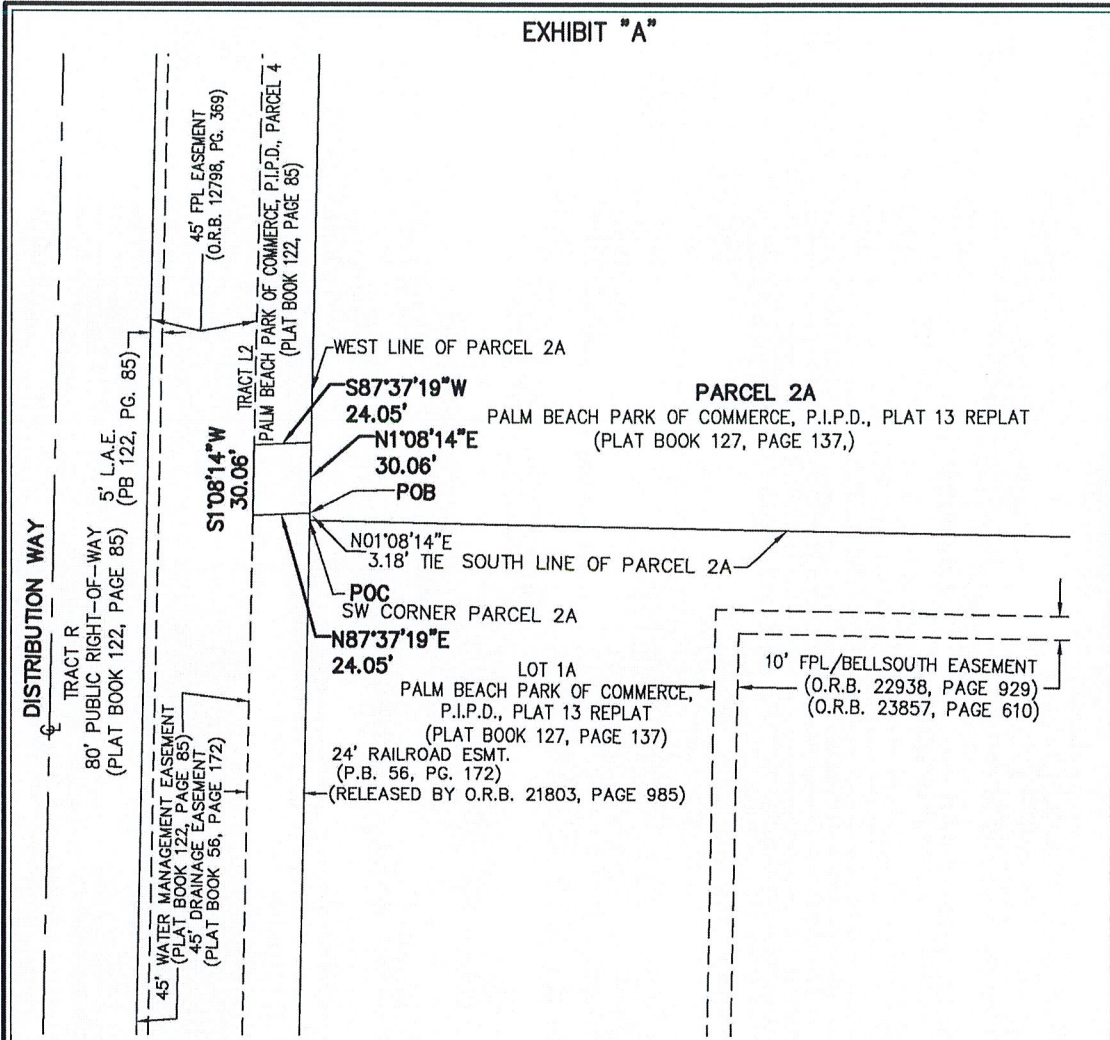 EXHIBIT "A"
45' FPL EASEMENT
(O.R.B. 12798, PG. 369)
TRACT L2
PALM BEACH PARK OF COMMERCE, P.I.P.D., PARCEL 4
(PLAT BOOK 122, PAGE 85)
WEST LINE OF PARCEL 2A
S87°37'19"W
24.05'
N1°08'14"E
30.06'
POB
PARCEL 2A
PALM BEACH PARK OF COMMERCE, P.I.P.D., PLAT 13 REPLAT
(PLAT BOOK 127, PAGE 137,)
5' L.A.E.
(PB 122, PG. 85)
S1°08'14"W
30.06'
DISTRIBUTION WAY
℄
TRACT R
80' PUBLIC RIGHT-OF-WAY
(PLAT BOOK 122, PAGE 85)
N01°08'14"E
3.18' TIE
SOUTH LINE OF PARCEL 2A
POC
SW CORNER PARCEL 2A
N87°37'19"E
24.05'
LOT 1A
PALM BEACH PARK OF COMMERCE,
P.I.P.D., PLAT 13 REPLAT
(PLAT BOOK 127, PAGE 137)
10' FPL/BELLSOUTH EASEMENT
(O.R.B. 22938, PAGE 929)
(O.R.B. 23857, PAGE 610)
24' RAILROAD ESMT.
(P.B. 56, PG. 172)
(RELEASED BY O.R.B. 21803, PAGE 985)
45' WATER MANAGEMENT EASEMENT
(PLAT BOOK 122, PAGE 85)
45' DRAINAGE EASEMENT
(PLAT BOOK 56, PAGE 172)